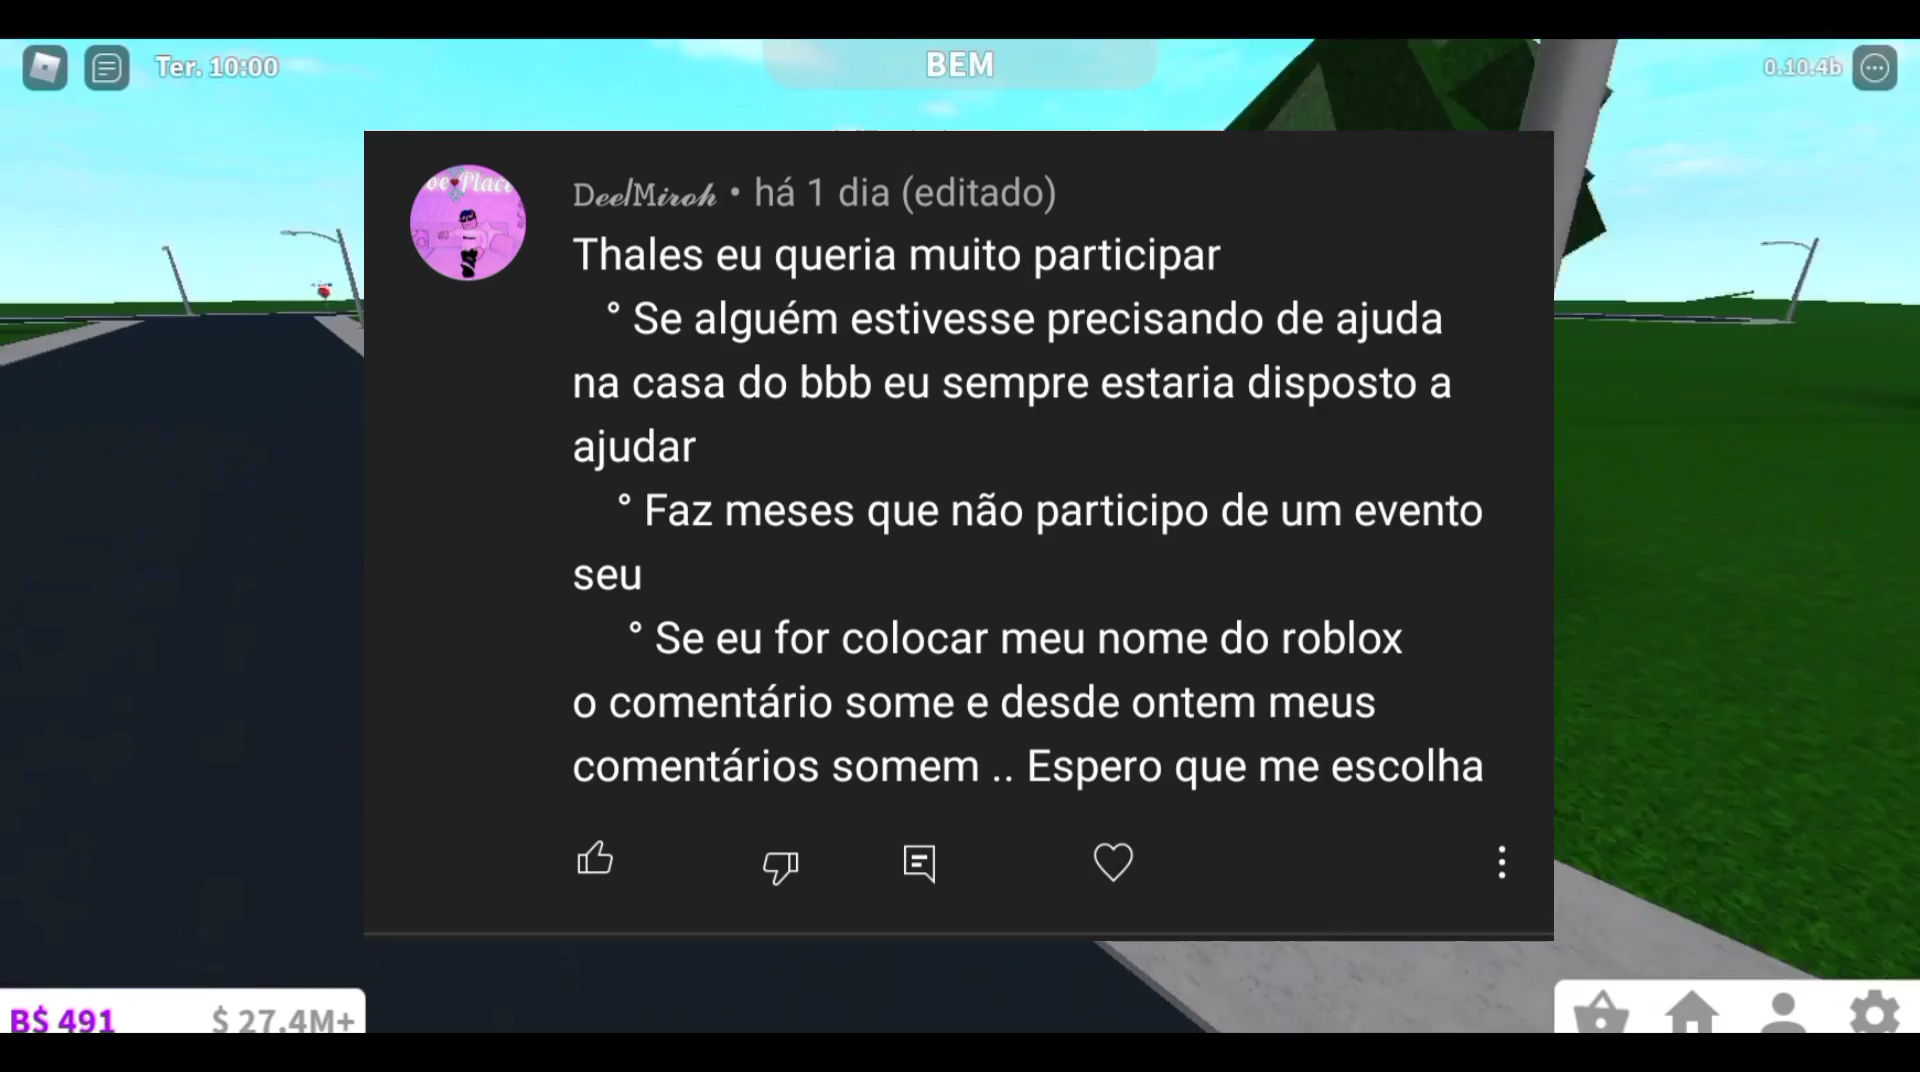 Ter. 10:00
BEM
0.10.4b
DeelMiroh • há 1 dia (editado)
Thales eu queria muito participar
° Se alguém estivesse precisando de ajuda
na casa do bbb eu sempre estaria disposto a
ajudar
° Faz meses que não participo de um evento
seu
° Se eu for colocar meu nome do roblox
o comentário some e desde ontem meus
comentários somem .. Espero que me escolha
B$ 491
$ 27.4M+